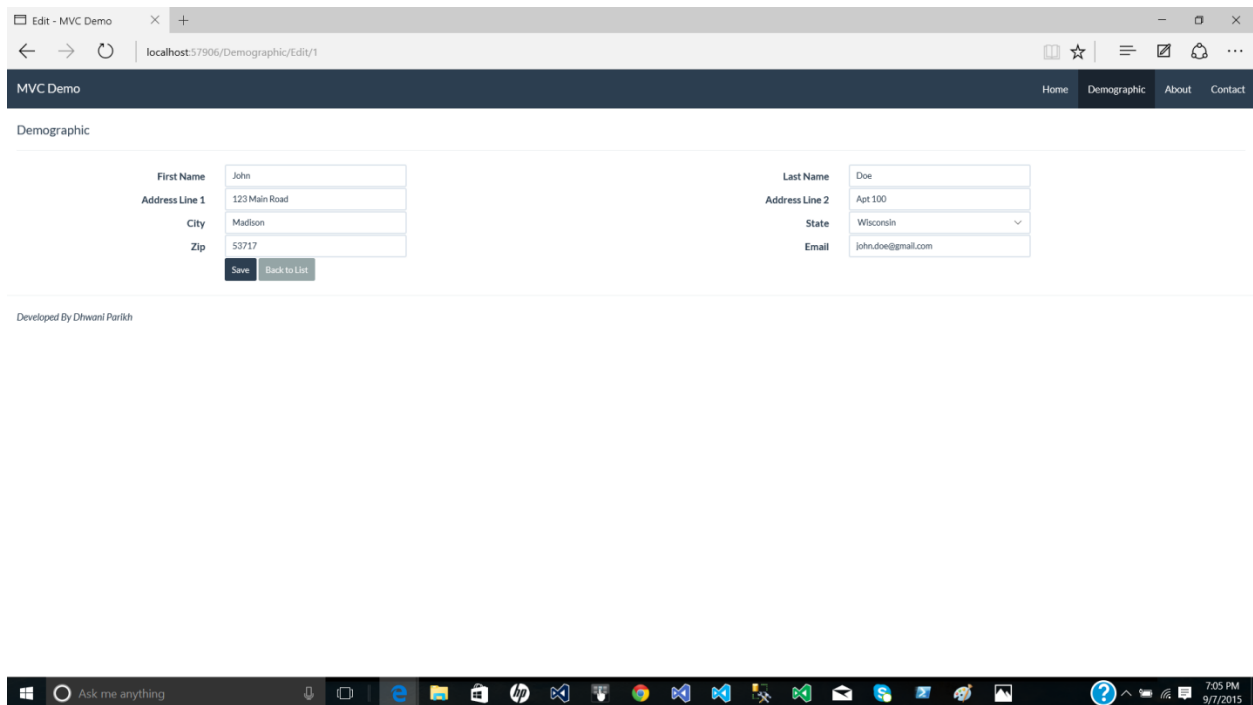 Edit - MVC Demo
localhost:57906/Demographic/Edit/1
MVC Demo Home Demographic About Contact
Demographic
First Name John Last Name Doe
Address Line 1 123 Main Road Address Line 2 Apt 100
City Madison State Wisconsin
Zip 53717 Email john.doe@gmail.com
Save Back to List
Developed By Dhwani Parikh
Ask me anything 7:05 PM
9/7/2015